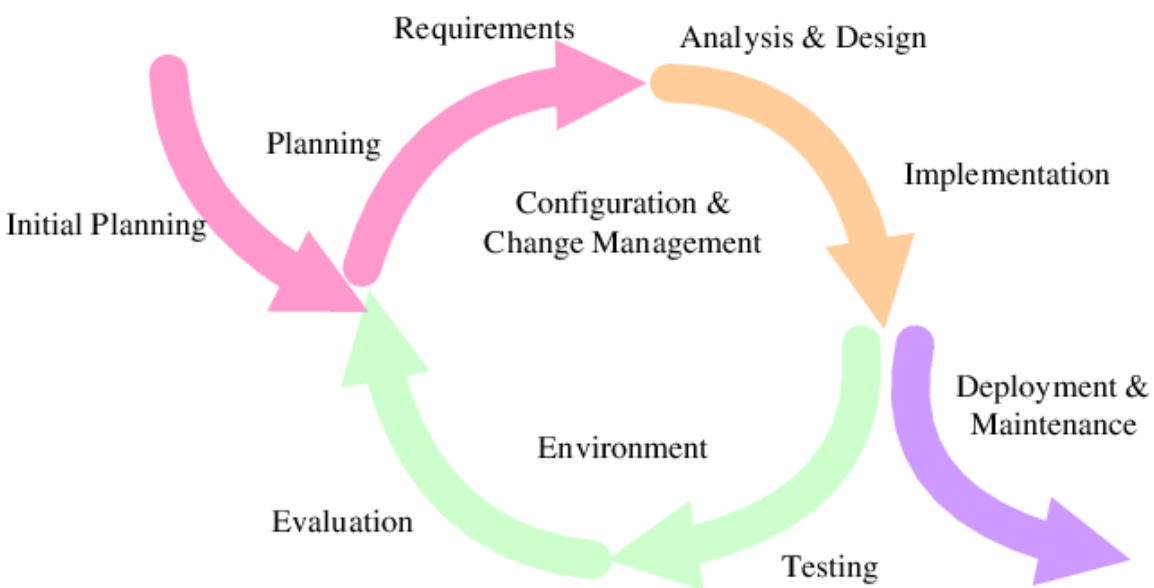 Requirements
Analysis & Design
Planning
Implementation
Configuration &
Change Management
Initial Planning
Deployment &
Maintenance
Environment
Evaluation
Testing